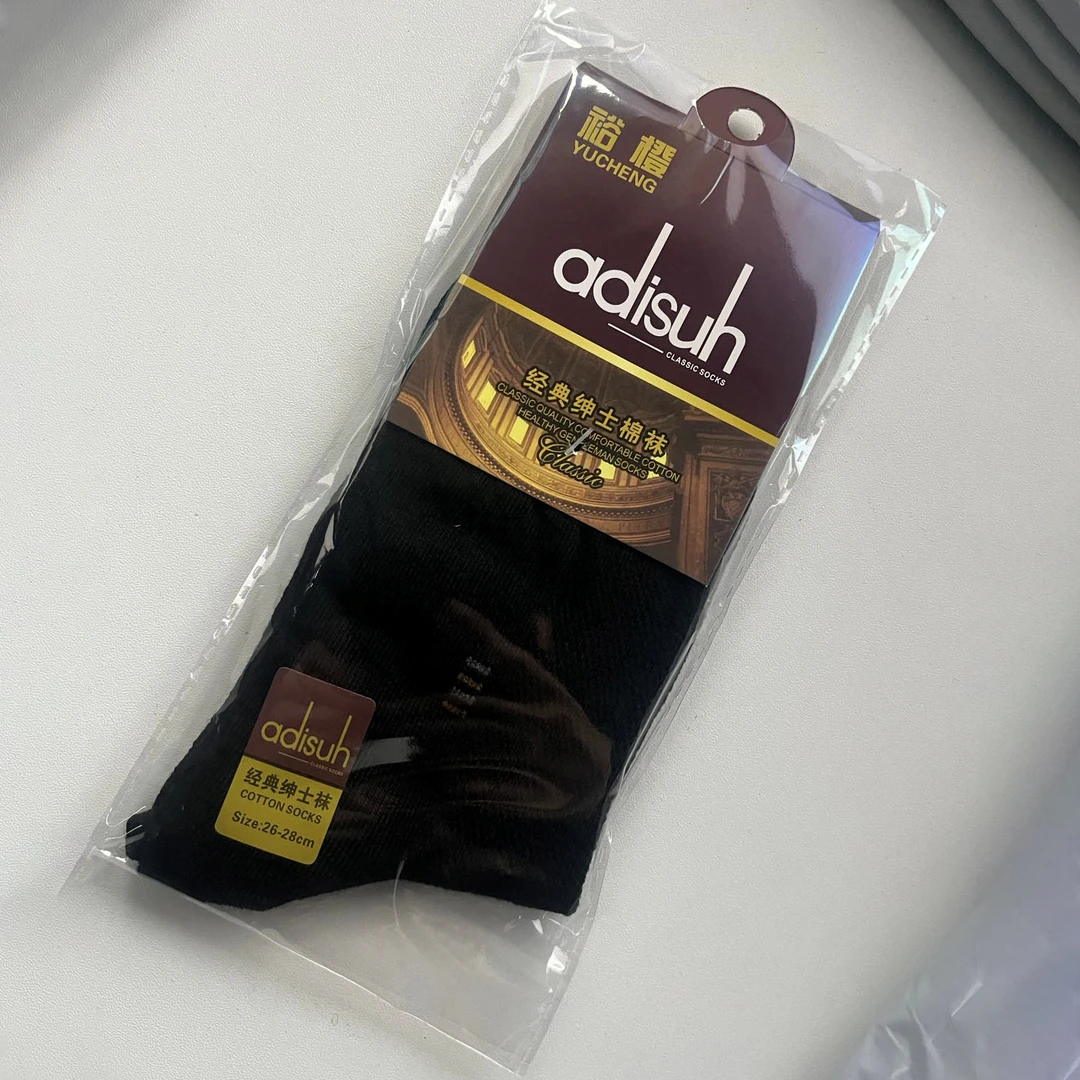 裕橙
YUCHENG
adisuh
CLASSIC SOCKS
经典绅士棉袜
CLASSIC QUALITY COMFORTABLE COTTON
HEALTHY GENTLEMAN SOCKS
Classic
adisuh
CLASSIC SOCKS
经典绅士袜
COTTON SOCKS
Size:26-28cm